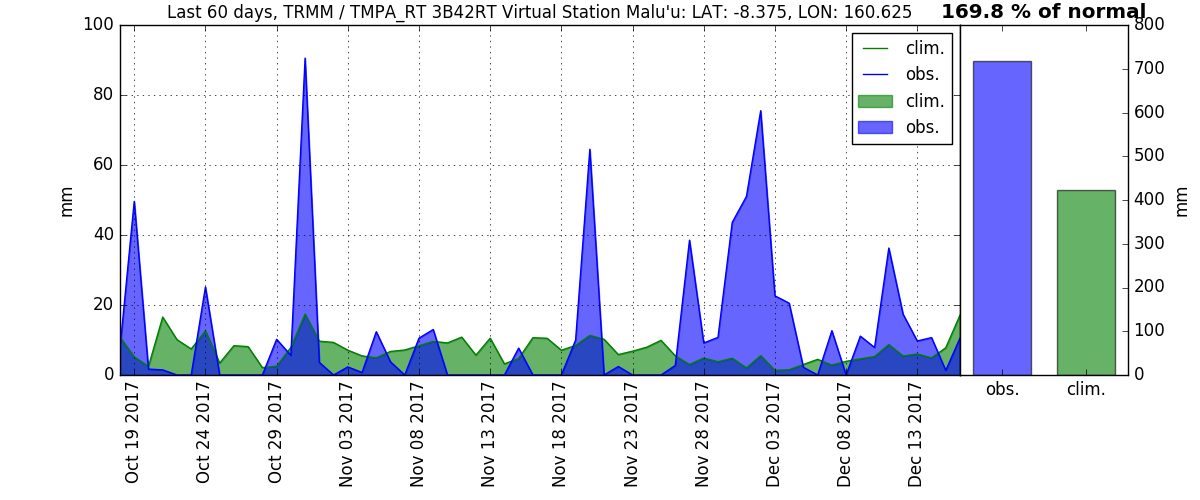 Last 60 days, TRMM / TMPA_RT 3B42RT Virtual Station Malu'u: LAT: -8.375, LON: 160.625
169.8 % of normal
100
80
60
40
20
0
mm
clim.
obs.
clim.
obs.
800
700
600
500
400
300
200
100
0
mm
obs.
clim.
Oct 19 2017
Oct 24 2017
Oct 29 2017
Nov 03 2017
Nov 08 2017
Nov 13 2017
Nov 18 2017
Nov 23 2017
Nov 28 2017
Dec 03 2017
Dec 08 2017
Dec 13 2017